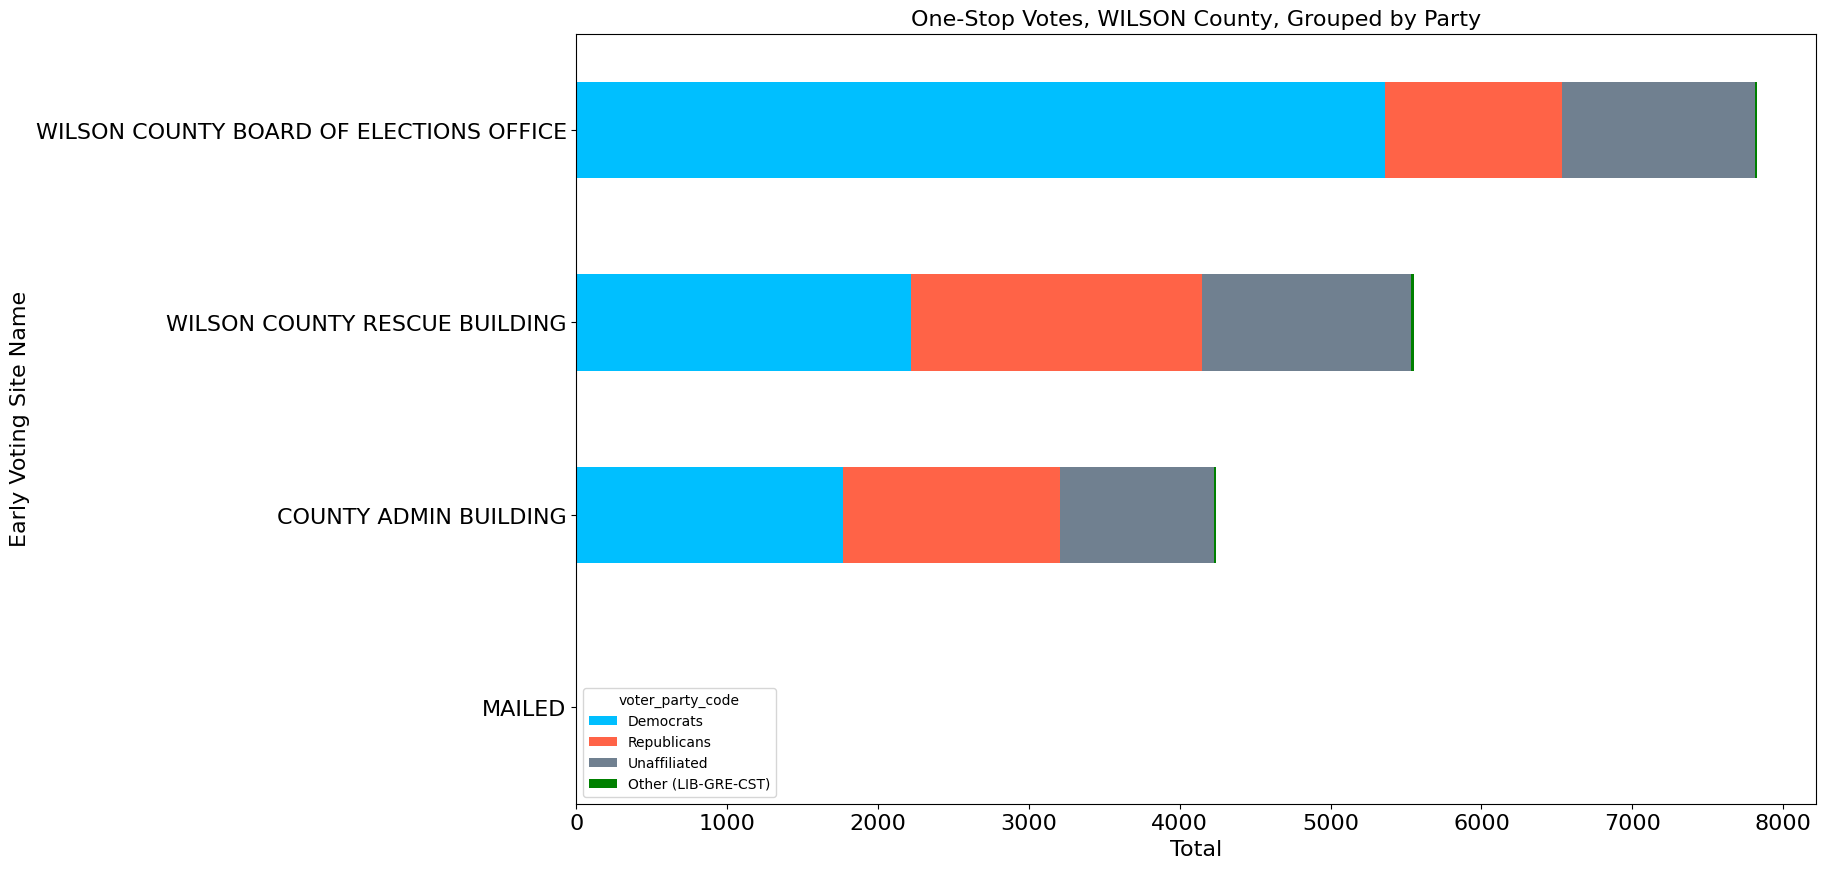 One-Stop Votes, WILSON County, Grouped by Party
Early Voting Site Name
WILSON COUNTY BOARD OF ELECTIONS OFFICE
WILSON COUNTY RESCUE BUILDING
COUNTY ADMIN BUILDING
MAILED
voter_party_code
Democrats
Republicans
Unaffiliated
Other (LIB-GRE-CST)
0 1000 2000 3000 4000 5000 6000 7000 8000
Total